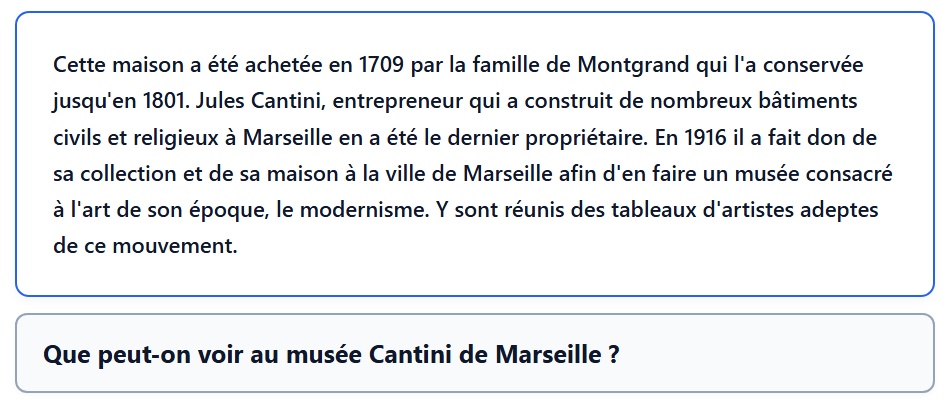 Cette maison a été achetée en 1709 par la famille de Montgrand qui l'a conservée
jusqu'en 1801. Jules Cantini, entrepreneur qui a construit de nombreux bâtiments
civils et religieux à Marseille en a été le dernier propriétaire. En 1916 il a fait don de
sa collection et de sa maison à la ville de Marseille afin d'en faire un musée consacré
à l'art de son époque, le modernisme. Y sont réunis des tableaux d'artistes adeptes
de ce mouvement.
Que peut-on voir au musée Cantini de Marseille ?